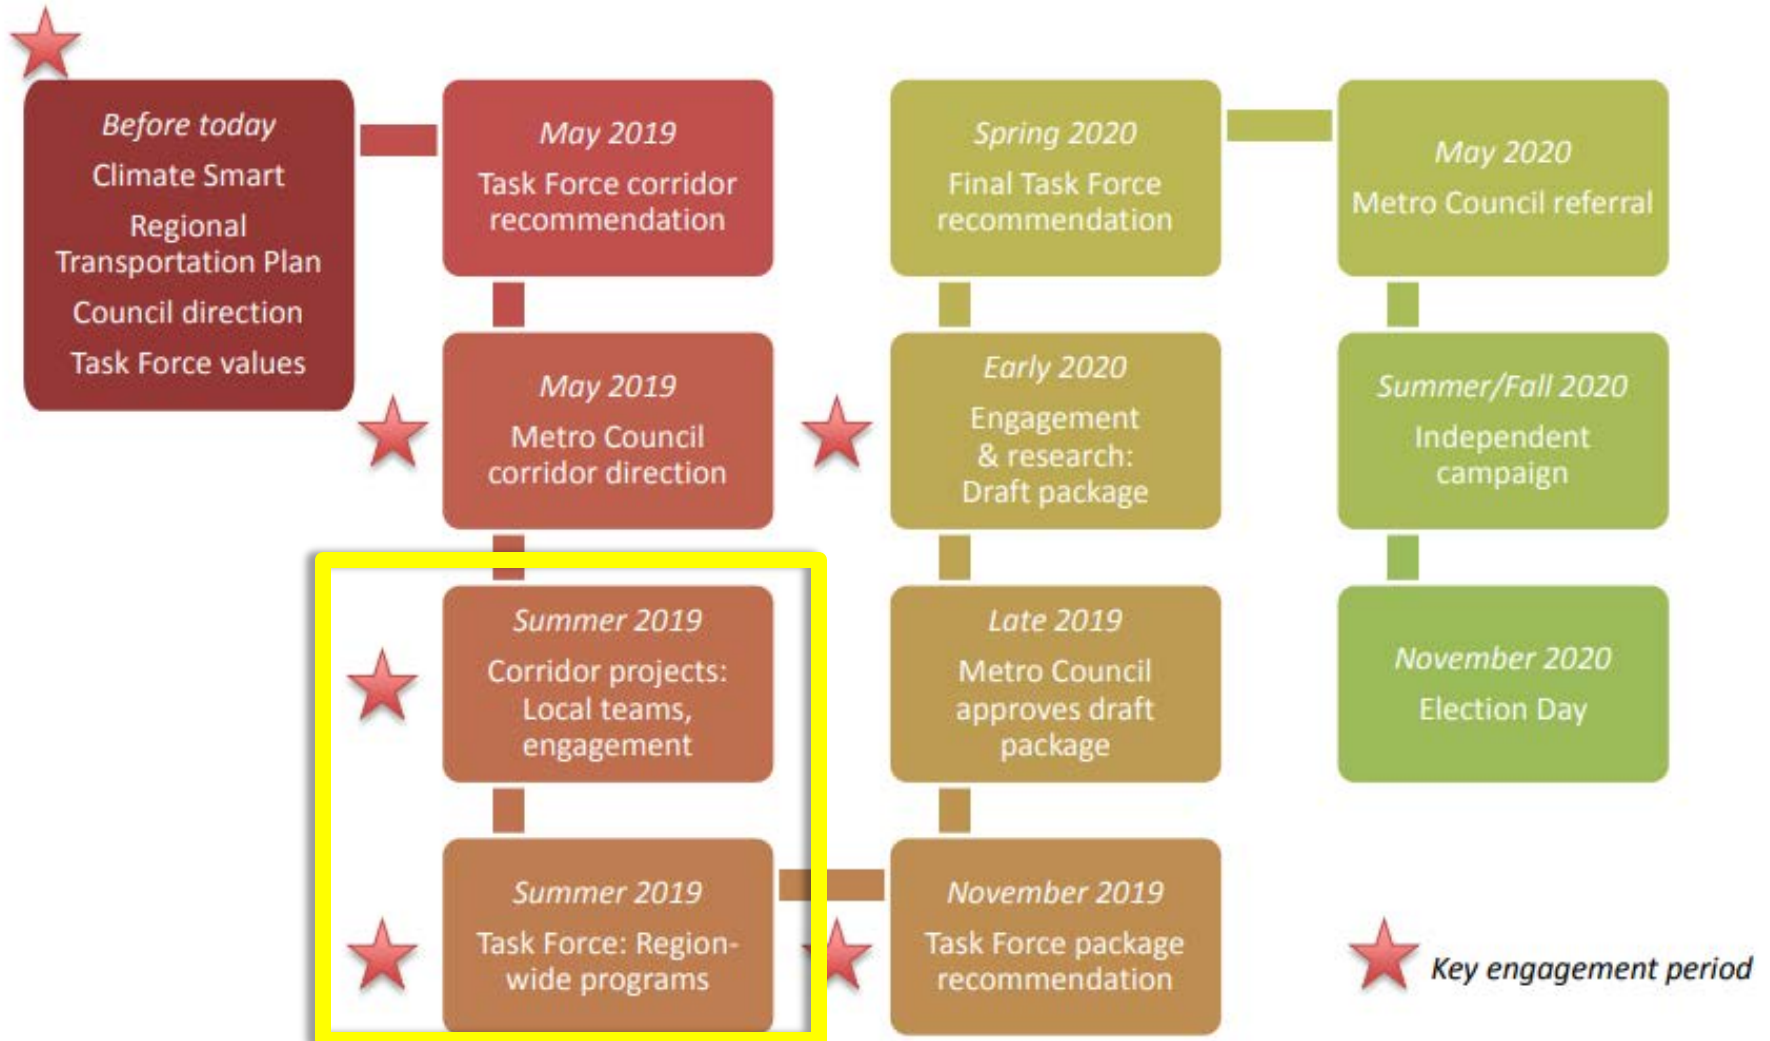 Before today
Climate Smart
Regional
Transportation Plan
Council direction
Task Force values
May 2019
Task Force corridor
recommendation
May 2019
Metro Council
corridor direction
Summer 2019
Corridor projects:
Local teams,
engagement
Summer 2019
Task Force: Region-
wide programs
November 2019
Task Force package
recommendation
Late 2019
Metro Council
approves draft
package
Early 2020
Engagement
& research:
Draft package
Spring 2020
Final Task Force
recommendation
May 2020
Metro Council referral
Summer/Fall 2020
Independent
campaign
November 2020
Election Day
Key engagement period